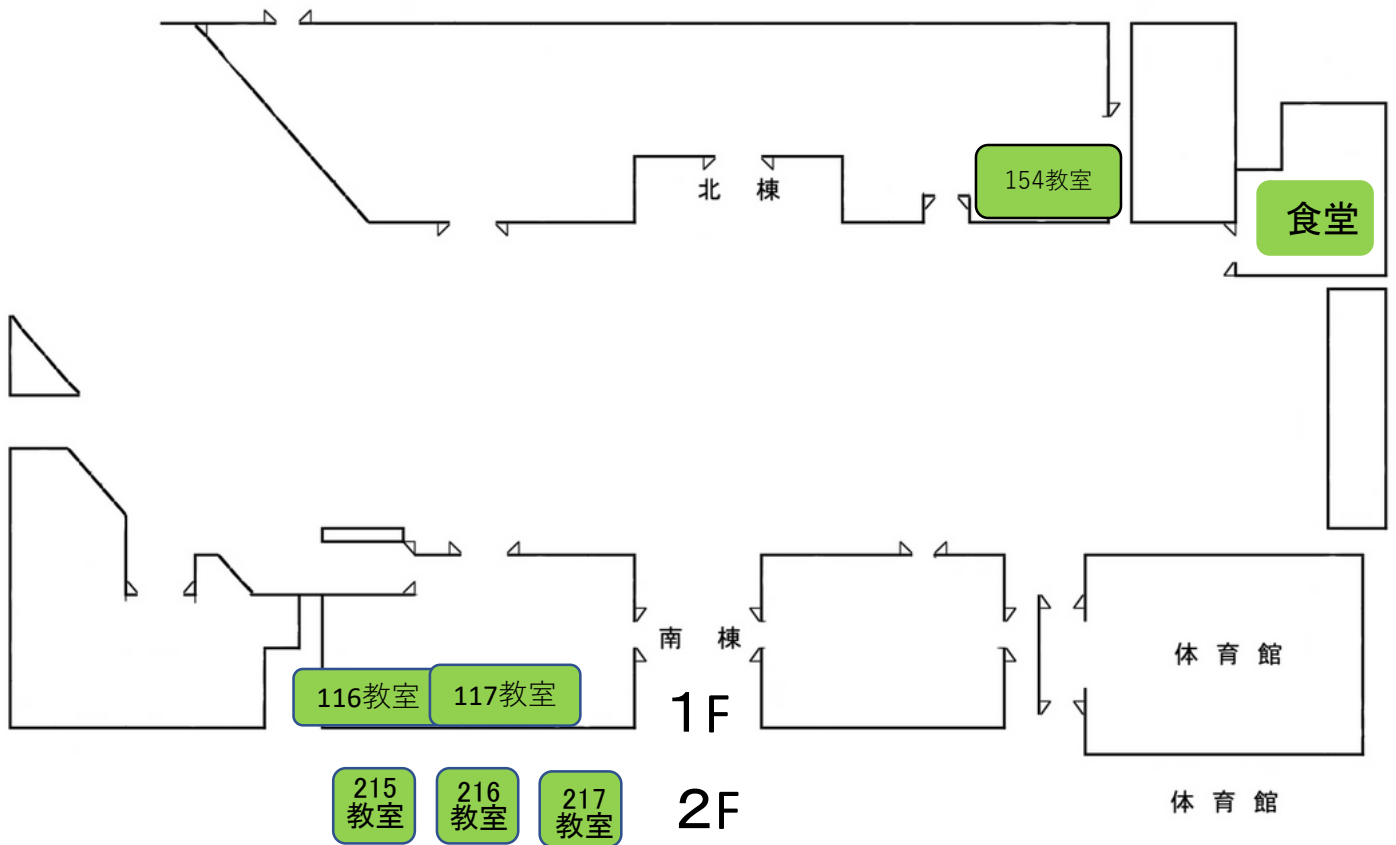 154教室
北 棟
食堂
南 棟
体 育 館
116教室
117教室
1F
215
教室
216
教室
217
教室
2F
体 育 館